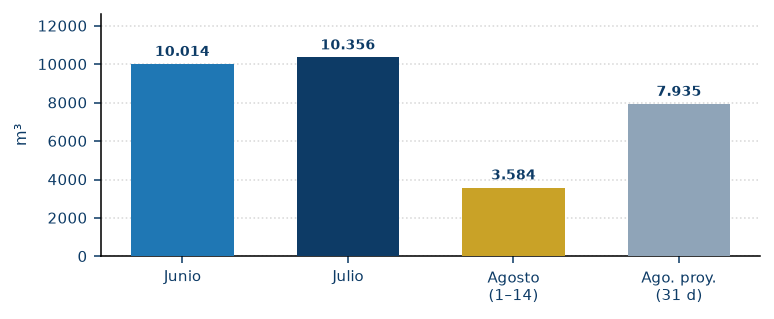 12000
10000
8000
6000
4000
2000
0
m³
10.014
10.356
3.584
7.935
Junio
Julio
Agosto
(1–14)
Ago. proy.
(31 d)